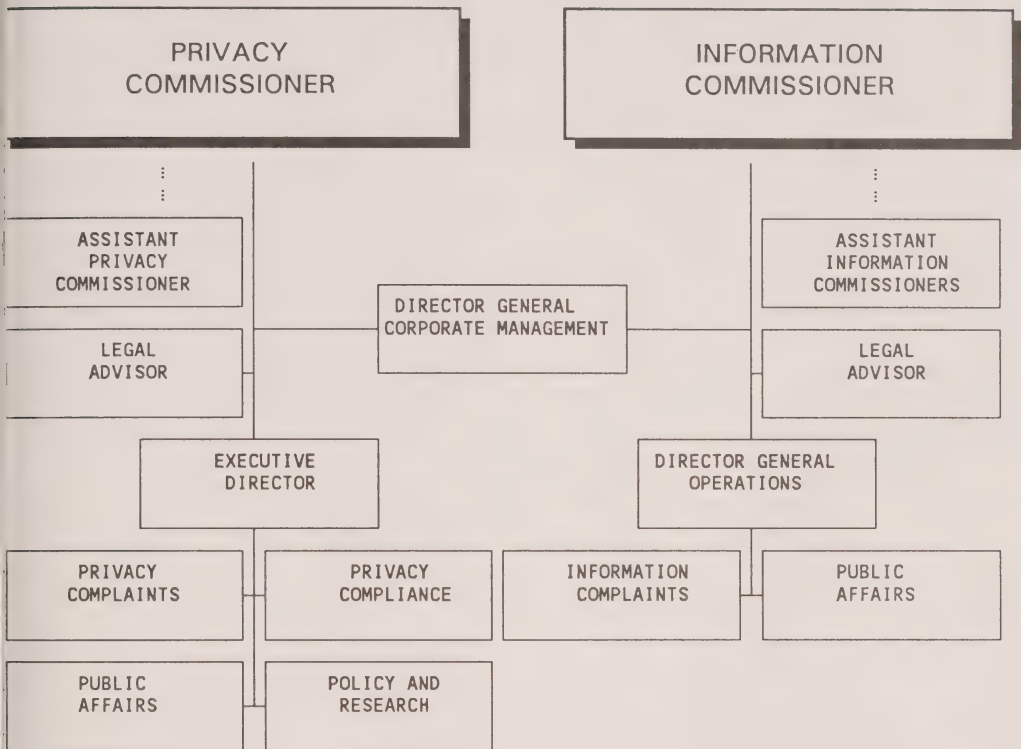 PRIVACY
COMMISSIONER
INFORMATION
COMMISSIONER
ASSISTANT
PRIVACY
COMMISSIONER
ASSISTANT
INFORMATION
COMMISSIONERS
DIRECTOR GENERAL
CORPORATE MANAGEMENT
LEGAL
ADVISOR
LEGAL
ADVISOR
EXECUTIVE
DIRECTOR
DIRECTOR GENERAL
OPERATIONS
PRIVACY
COMPLAINTS
PRIVACY
COMPLIANCE
INFORMATION
COMPLAINTS
PUBLIC
AFFAIRS
PUBLIC
AFFAIRS
POLICY AND
RESEARCH